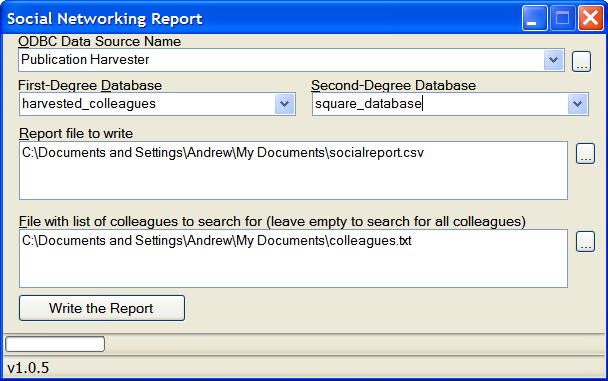 Social Networking Report
ODBC Data Source Name
Publication Harvester
...
First-Degree Database
Second-Degree Database
harvested_colleagues
square_database
Report file to write
C:\Documents and Settings\Andrew\My Documents\socialreport.csv
...
File with list of colleagues to search for (leave empty to search for all colleagues)
C:\Documents and Settings\Andrew\My Documents\colleagues.txt
...
Write the Report
v1.0.5